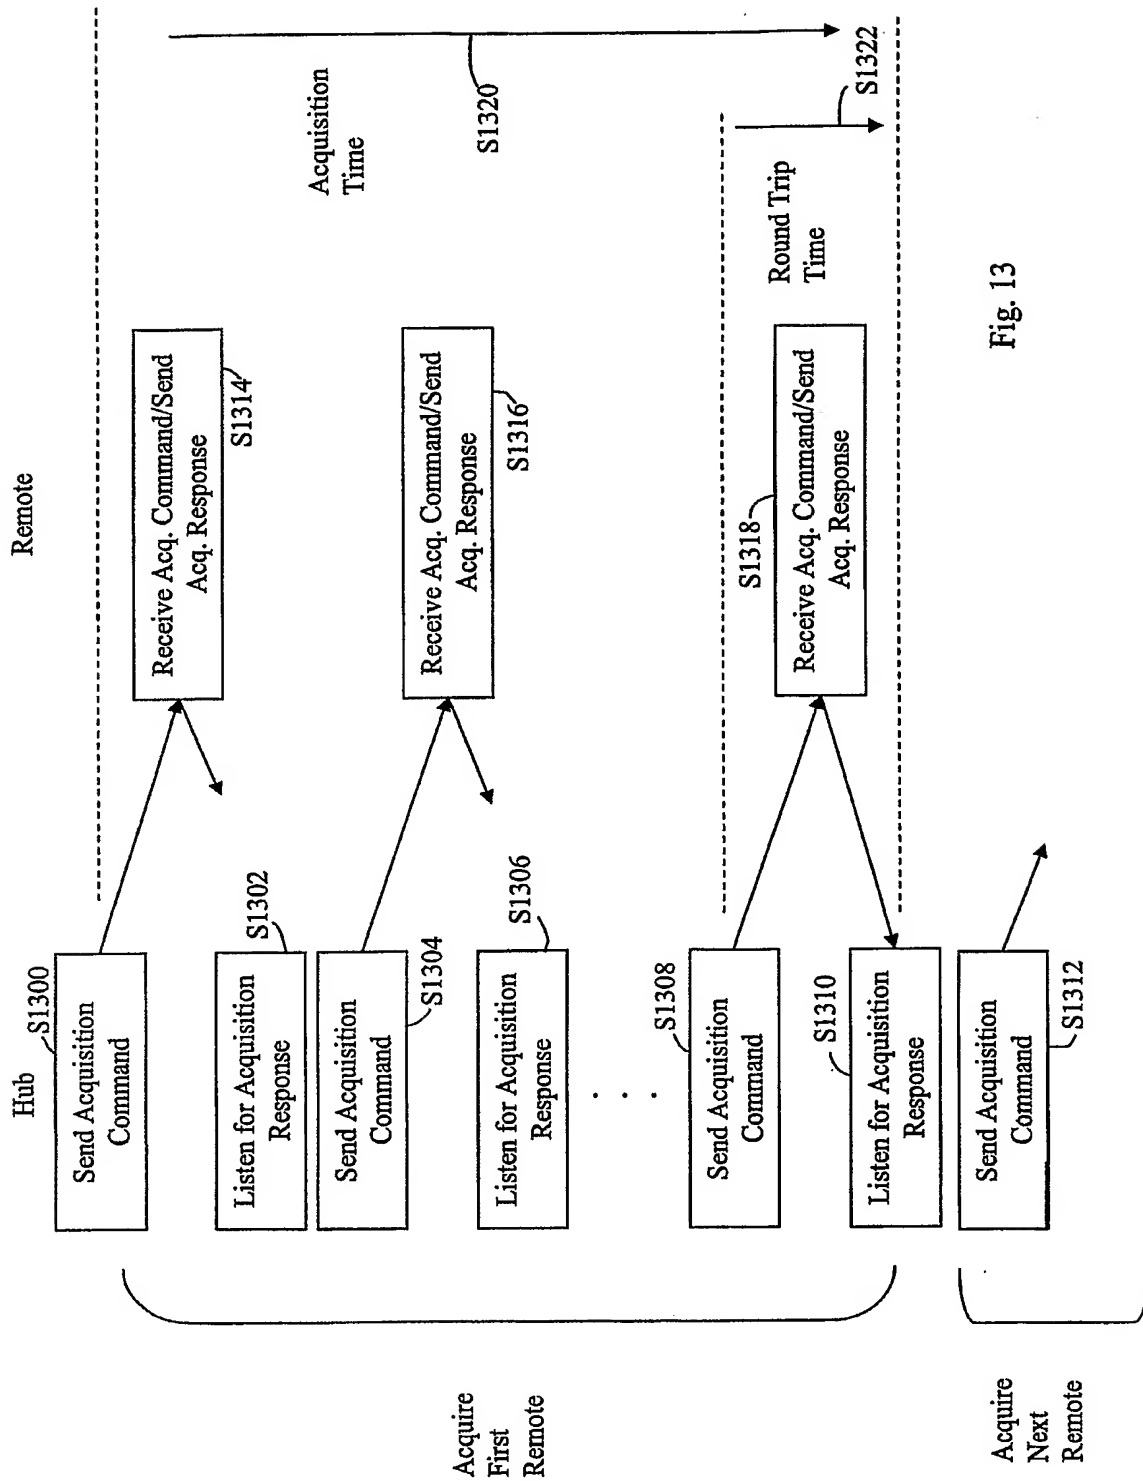 Hub
Remote
S1300
Send Acquisition
Command
Receive Acq. Command/Send
Acq. Response
S1314
S1302
Listen for Acquisition
Response
Send Acquisition
Command
S1304
Receive Acq. Command/Send
Acq. Response
S1316
S1306
Listen for Acquisition
Response
. . .
S1308
Send Acquisition
Command
S1318
Receive Acq. Command/Send
Acq. Response
S1310
Listen for Acquisition
Response
Send Acquisition
Command
S1312
Acquisition
Time
S1320
Round Trip
Time
S1322
Acquire
First
Remote
Acquire
Next
Remote
Fig. 13